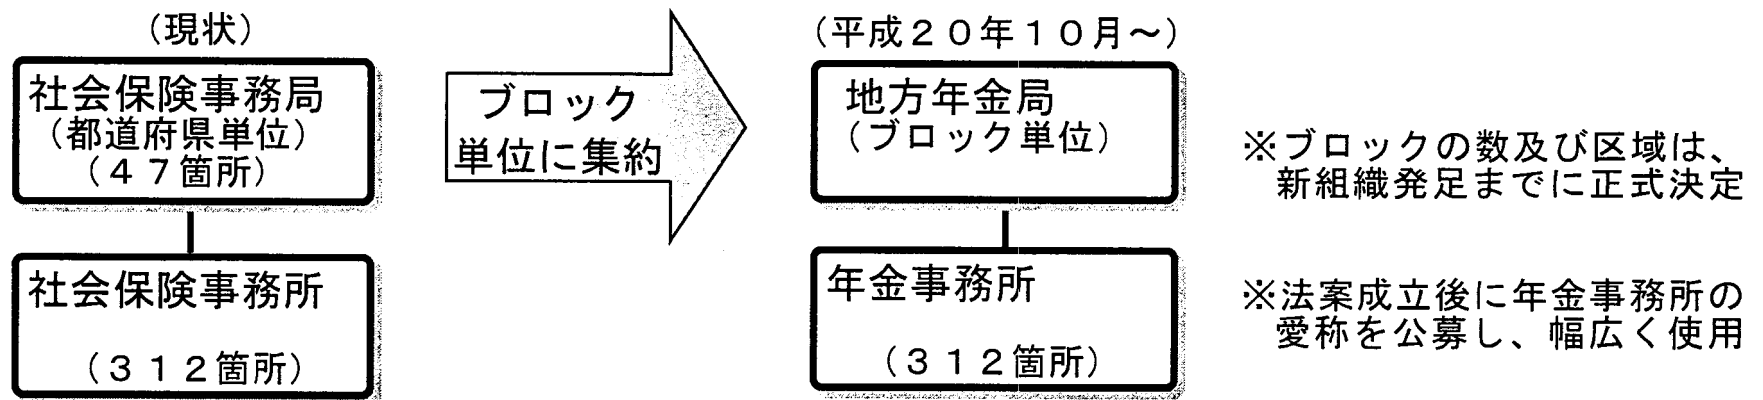 （現状）
社会保険事務局
（都道府県単位）
（４７箇所）
社会保険事務所
（３１２箇所）
ブロック
単位に集約
（平成２０年１０月～）
地方年金局
（ブロック単位）
年金事務所
（３１２箇所）
※ブロックの数及び区域は、
新組織発足までに正式決定
※法案成立後に年金事務所の
愛称を公募し、幅広く使用